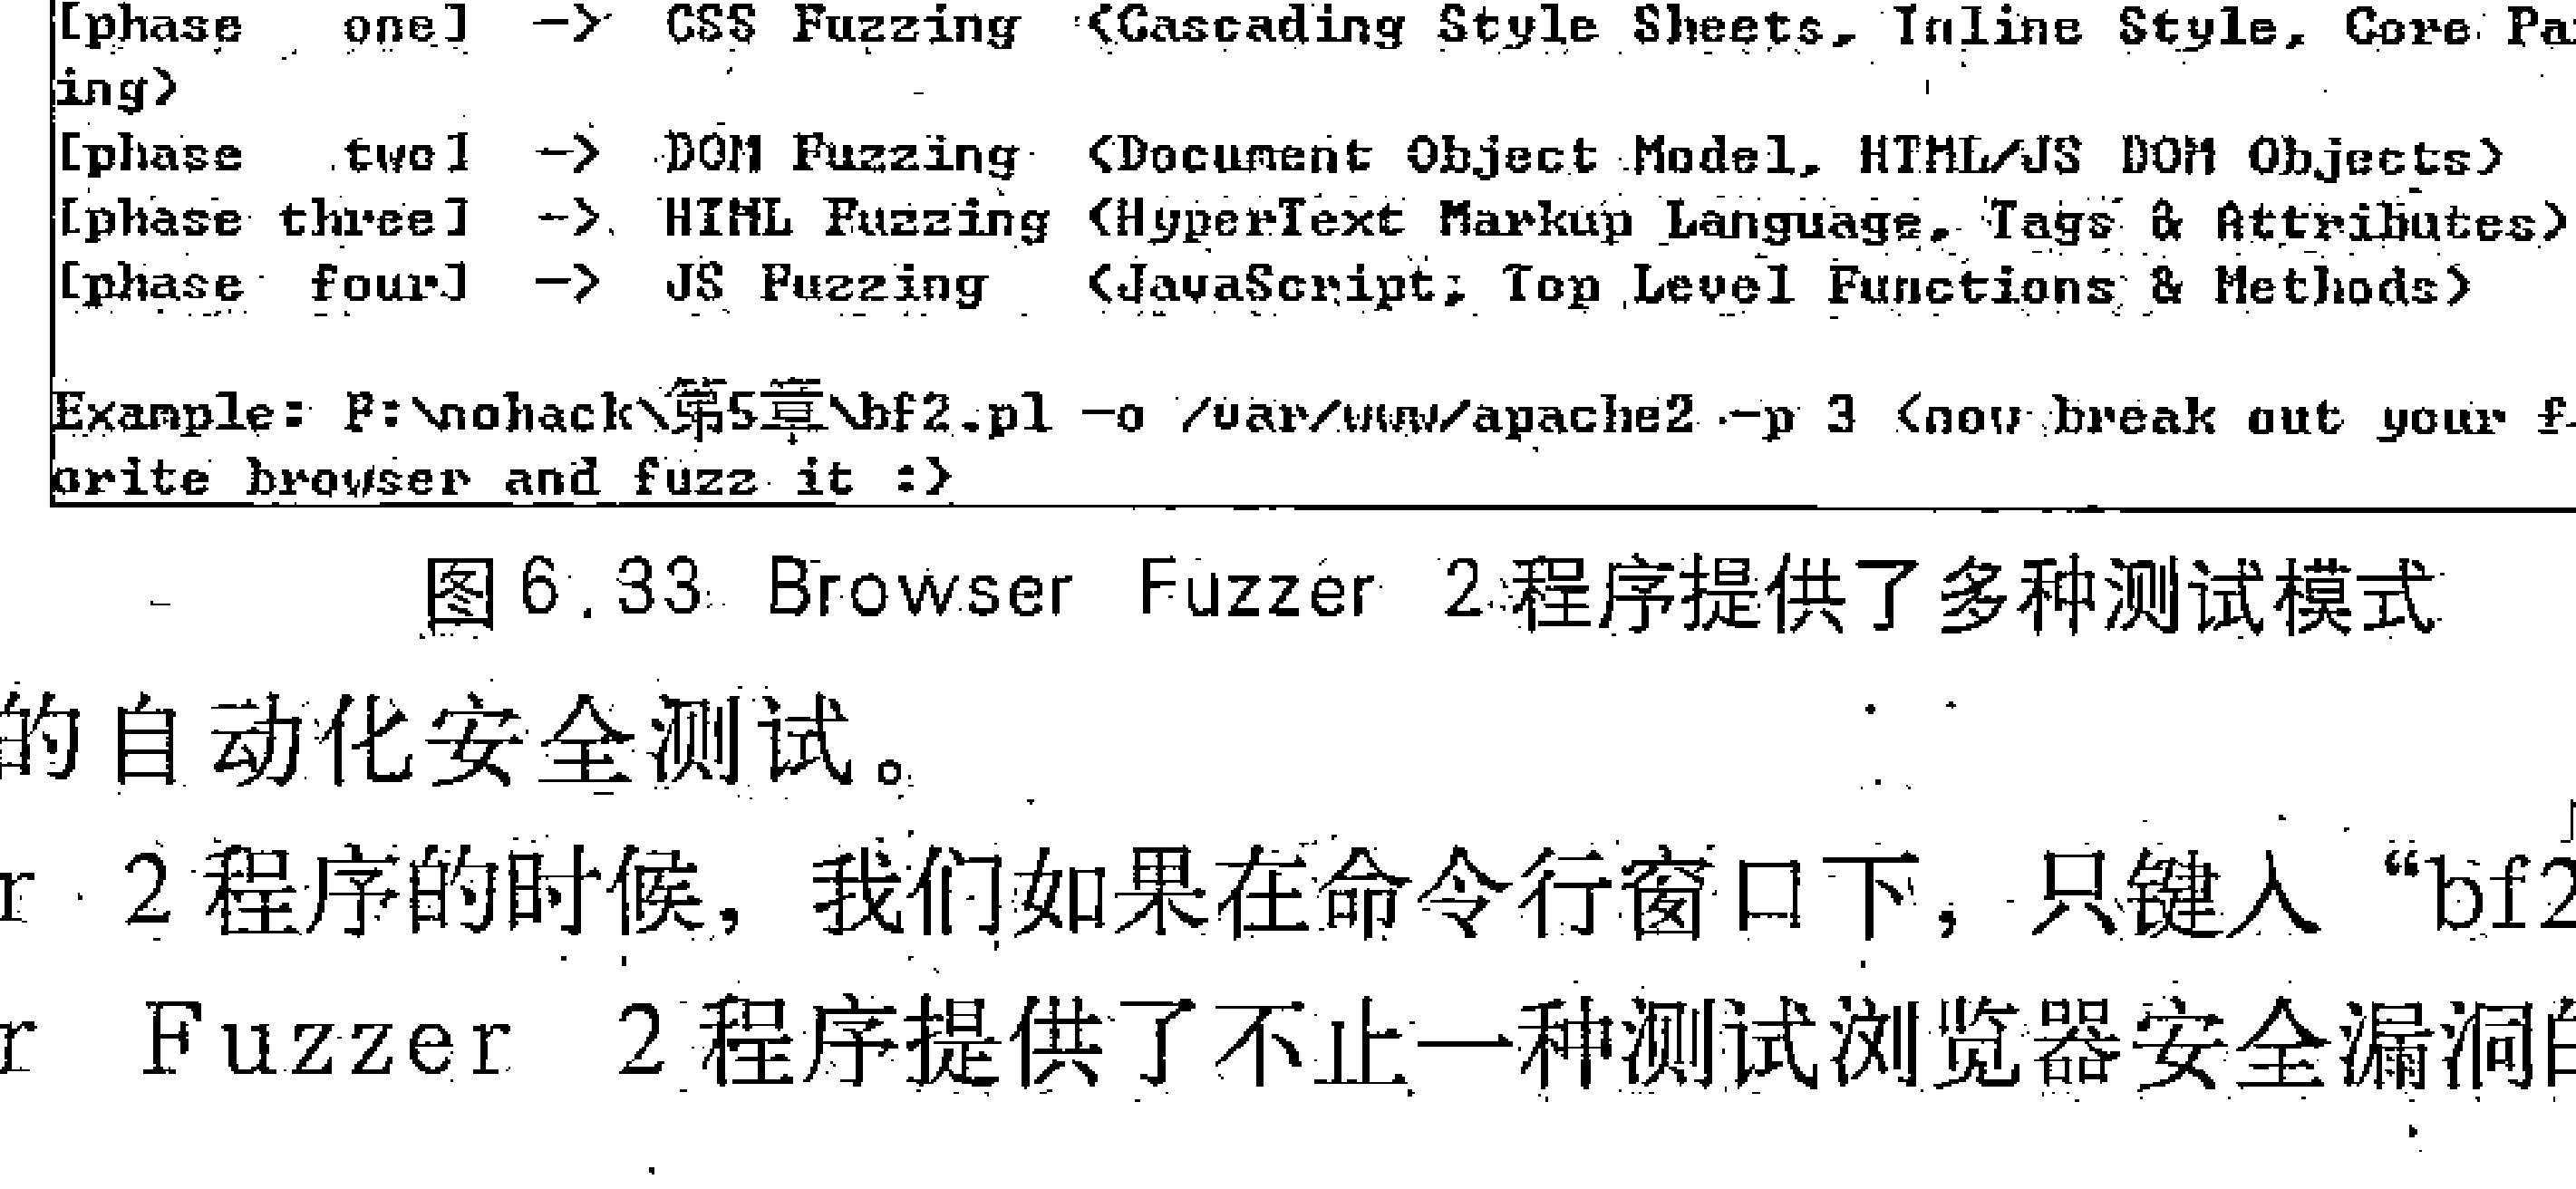 [phase   one]  ->  CSS Fuzzing  (Cascading Style Sheets, Inline Style, Core Pa
ing)
[phase   two]  ->  DOM Fuzzing  (Document Object Model, HTML/JS DOM Objects)
[phase three]  ->  HTML Fuzzing (HyperText Markup Language, Tags & Attributes)
[phase  four]  ->  JS Fuzzing   (JavaScript, Top Level Functions & Methods)
Example: F:\nohack\第5章\bf2.pl -o /var/www/apache2 -p 3 (now break out your f
orite browser and fuzz it :)
图6.33 Browser Fuzzer 2程序提供了多种测试模式
的自动化安全测试。
r 2程序的时候，我们如果在命令行窗口下，只键入“bf2
r Fuzzer 2程序提供了不止一种测试浏览器安全漏洞的